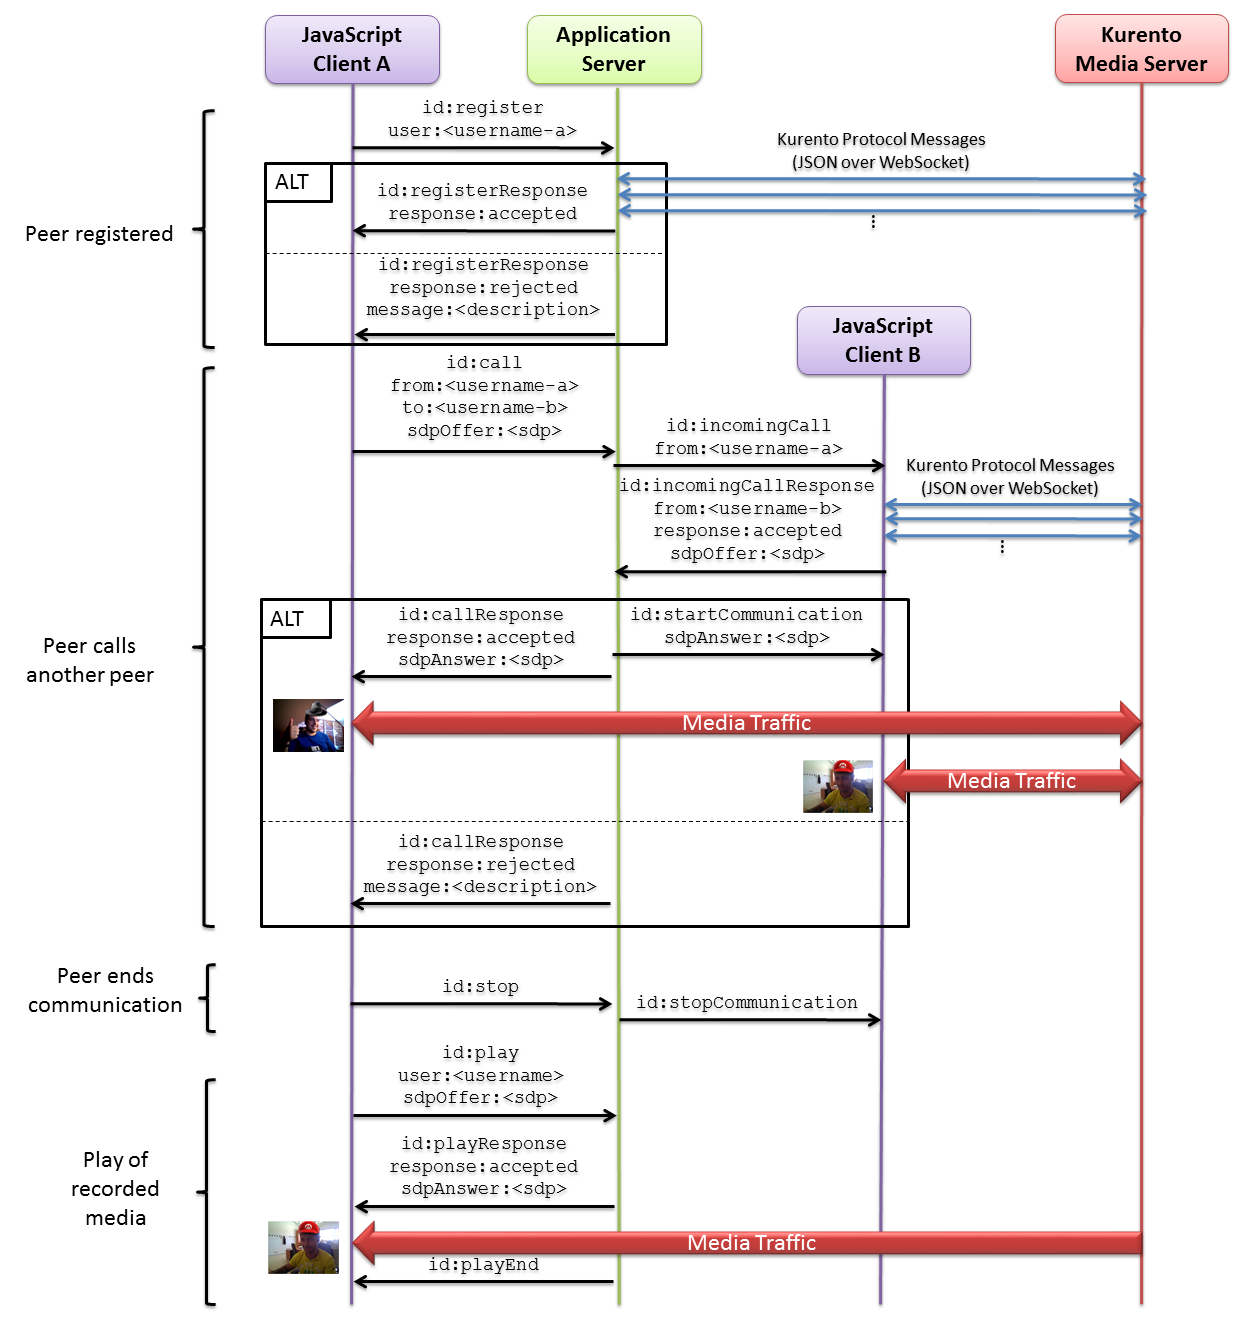 JavaScript
Client A
Application
Server
Kurento
Media Server
id:register
user:<username-a>
Kurento Protocol Messages
(JSON over WebSocket)
...
ALT
id:registerResponse
response:accepted
Peer registered
id:registerResponse
response:rejected
message:<description>
JavaScript
Client B
id:call
from:<username-a>
to:<username-b>
sdpOffer:<sdp>
id:incomingCall
from:<username-a>
Kurento Protocol Messages
(JSON over WebSocket)
...
id:incomingCallResponse
from:<username-b>
response:accepted
sdpOffer:<sdp>
Peer calls
another peer
ALT
id:callResponse
response:accepted
sdpAnswer:<sdp>
id:startCommunication
sdpAnswer:<sdp>
Media Traffic
Media Traffic
id:callResponse
response:rejected
message:<description>
Peer ends
communication
id:stop
id:stopCommunication
id:play
user:<username>
sdpOffer:<sdp>
Play of
recorded
media
id:playResponse
response:accepted
sdpAnswer:<sdp>
Media Traffic
id:playEnd